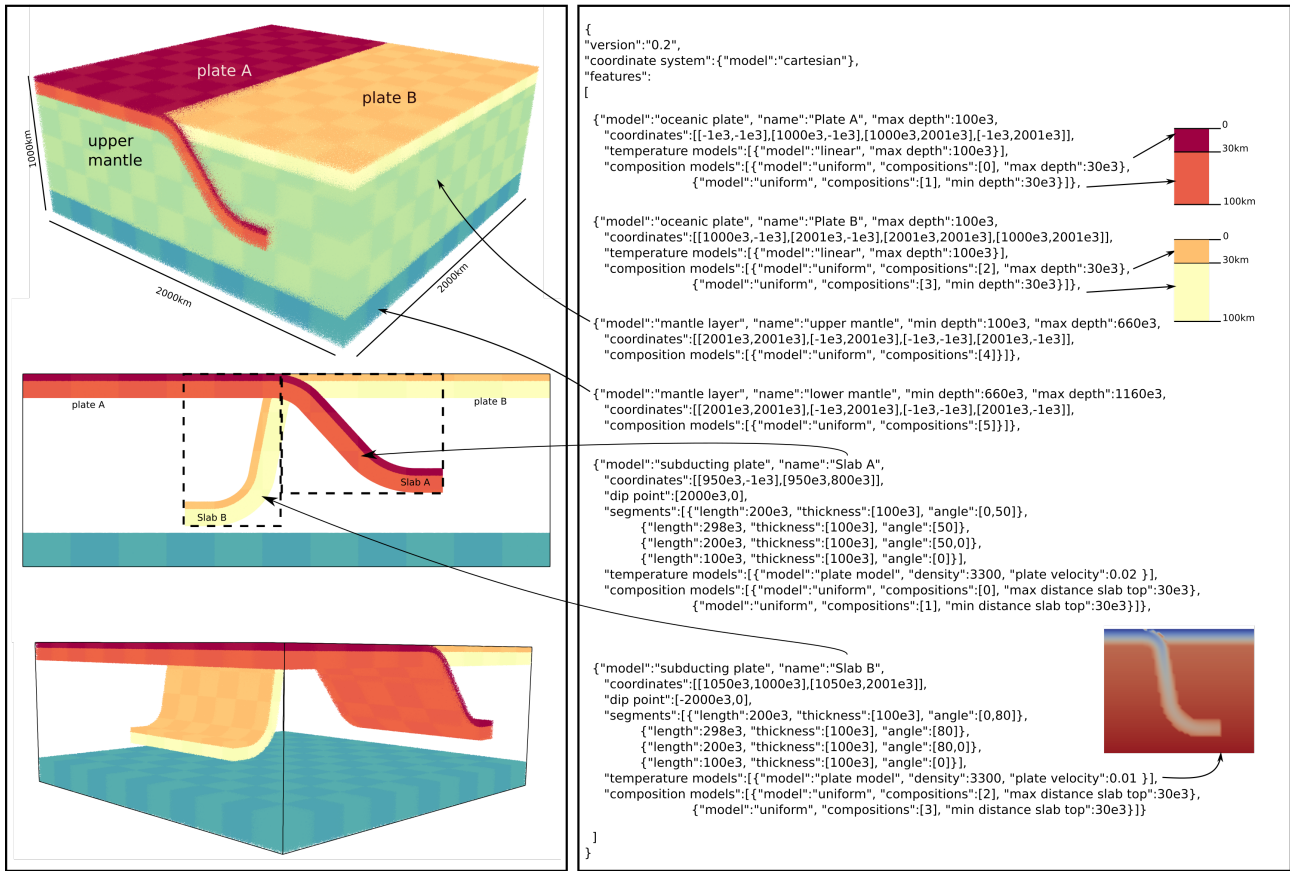 plate A
plate B
upper
mantle
1000km
2000km
2000km
plate A
plate B
Slab A
Slab B
{
"version":"0.2",
"coordinate system":{"model":"cartesian"},
"features":
[
{"model":"oceanic plate", "name":"Plate A", "max depth":100e3,
"coordinates":[[-1e3,-1e3],[1000e3,-1e3],[1000e3,2001e3],[-1e3,2001e3]],
"temperature models":[{"model":"linear", "max depth":100e3}],
"composition models":[{"model":"uniform", "compositions":[0], "max depth":30e3},
{"model":"uniform", "compositions":[1], "min depth":30e3}]},
0
30km
100km
{"model":"oceanic plate", "name":"Plate B", "max depth":100e3,
"coordinates":[[1000e3,-1e3],[2001e3,-1e3],[2001e3,2001e3],[1000e3,2001e3]],
"temperature models":[{"model":"linear", "max depth":100e3}],
"composition models":[{"model":"uniform", "compositions":[2], "max depth":30e3},
{"model":"uniform", "compositions":[3], "min depth":30e3}]},
0
30km
100km
{"model":"mantle layer", "name":"upper mantle", "min depth":100e3, "max depth":660e3,
"coordinates":[[2001e3,2001e3],[-1e3,2001e3],[-1e3,-1e3],[2001e3,-1e3]],
"composition models":[{"model":"uniform", "compositions":[4]}]},
{"model":"mantle layer", "name":"lower mantle", "min depth":660e3, "max depth":1160e3,
"coordinates":[[2001e3,2001e3],[-1e3,2001e3],[-1e3,-1e3],[2001e3,-1e3]],
"composition models":[{"model":"uniform", "compositions":[5]}]},
{"model":"subducting plate", "name":"Slab A",
"coordinates":[[950e3,-1e3],[950e3,800e3]],
"dip point":[2000e3,0],
"segments":[{"length":200e3, "thickness":[100e3], "angle":[0,50]},
{"length":298e3, "thickness":[100e3], "angle":[50]},
{"length":200e3, "thickness":[100e3], "angle":[50,0]},
{"length":100e3, "thickness":[100e3], "angle":[0]}],
"temperature models":[{"model":"plate model", "density":3300, "plate velocity":0.02 }],
"composition models":[{"model":"uniform", "compositions":[0], "max distance slab top":30e3},
{"model":"uniform", "compositions":[1], "min distance slab top":30e3}]},
{"model":"subducting plate", "name":"Slab B",
"coordinates":[[1050e3,1000e3],[1050e3,2001e3]],
"dip point":[-2000e3,0],
"segments":[{"length":200e3, "thickness":[100e3], "angle":[0,80]},
{"length":298e3, "thickness":[100e3], "angle":[80]},
{"length":200e3, "thickness":[100e3], "angle":[80,0]},
{"length":100e3, "thickness":[100e3], "angle":[0]}],
"temperature models":[{"model":"plate model", "density":3300, "plate velocity":0.01 }],
"composition models":[{"model":"uniform", "compositions":[2], "max distance slab top":30e3},
{"model":"uniform", "compositions":[3], "min distance slab top":30e3}]}
]
}